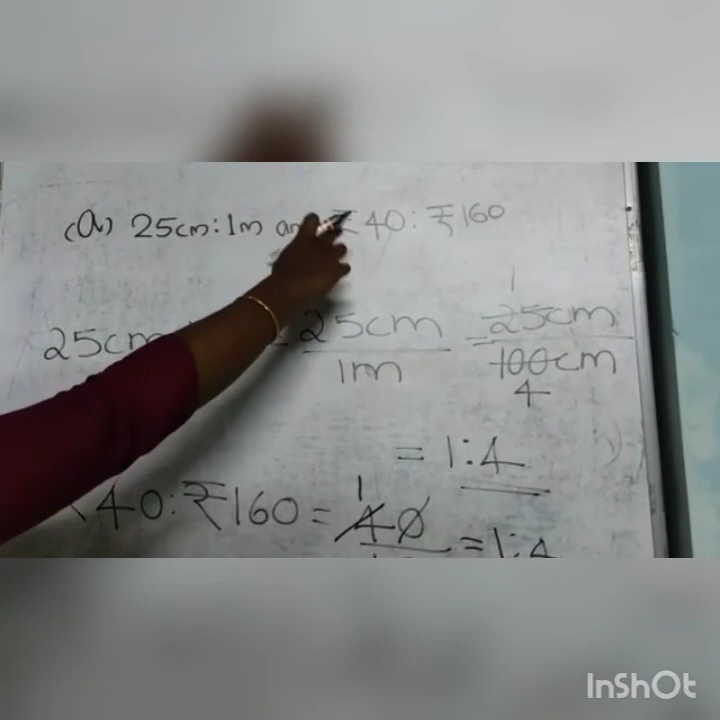 (a) 25cm:1m an ₹40: ₹160
25cm = 25cm/1m = 25cm/100cm
1
4
= 1:4
40:₹160 = 40 = 1:4
1
InShOt